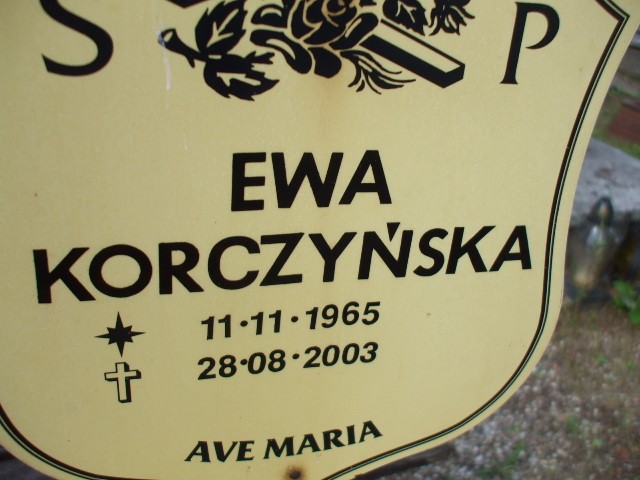 S P
EWA
KORCZYŃSKA
11·11·1965
28·08·2003
AVE MARIA